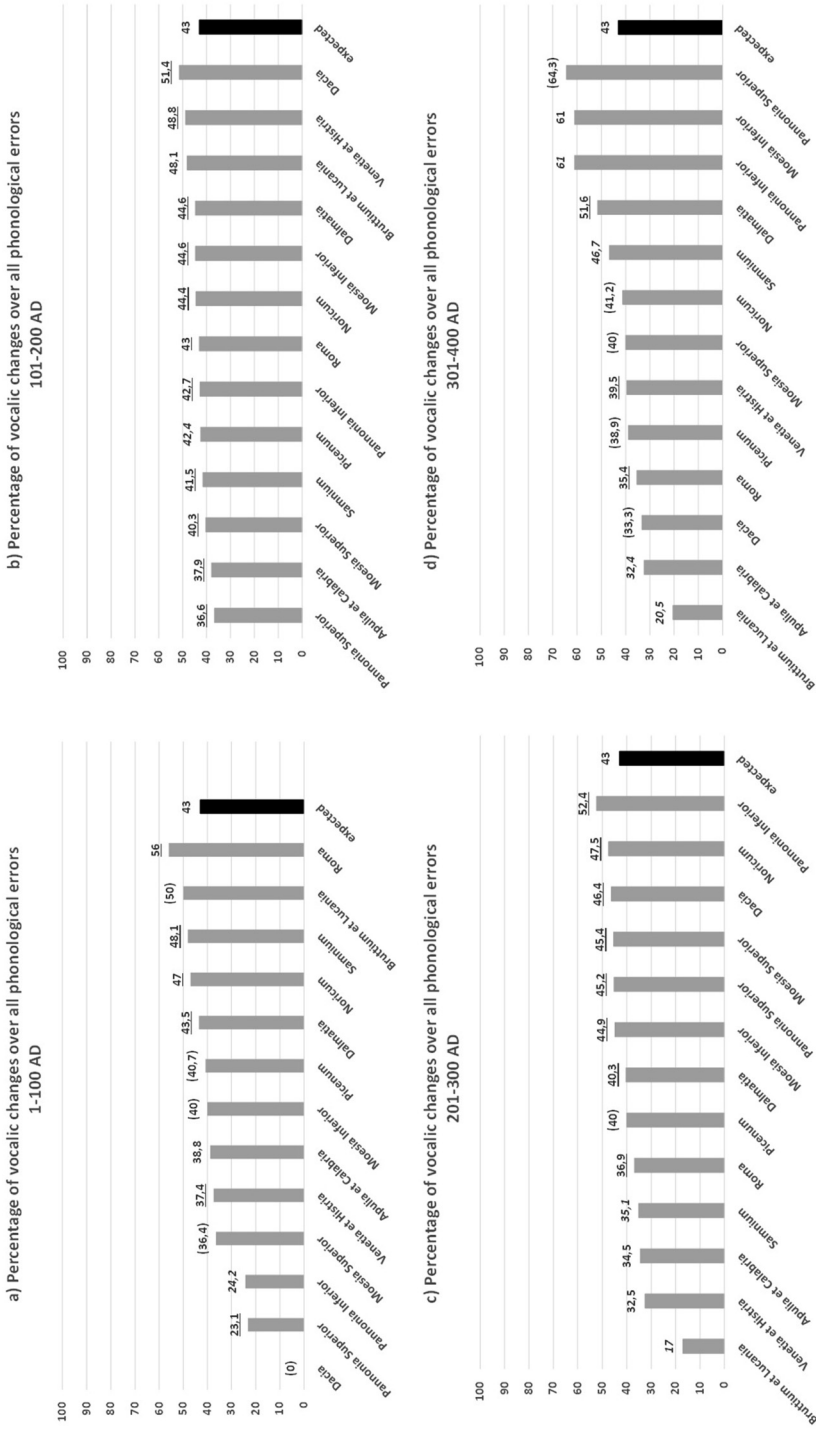 a) Percentage of vocalic changes over all phonological errors
1-100 AD
100
90
80
70
60
50
40
30
20
10
0
(0)
23,1
24,2
(36,4)
37,4
38,8
(40)
(40,7)
43,5
47
48,1
(50)
56
43
Dacia
Pannonia Superior
Pannonia Inferior
Moesia Superior
Venetia et Histria
Apulia et Calabria
Moesia Inferior
Picenum
Dalmatia
Noricum
Samnium
Bruttium et Lucania
Roma
expected
b) Percentage of vocalic changes over all phonological errors
101-200 AD
100
90
80
70
60
50
40
30
20
10
0
36,6
37,9
40,3
41,5
42,4
42,7
43
44,4
44,6
44,6
48,1
48,8
51,4
43
Pannonia Superior
Apulia et Calabria
Moesia Superior
Samnium
Picenum
Pannonia Inferior
Roma
Noricum
Moesia Inferior
Dalmatia
Bruttium et Lucania
Venetia et Histria
Dacia
expected
c) Percentage of vocalic changes over all phonological errors
201-300 AD
100
90
80
70
60
50
40
30
20
10
0
17
32,5
34,5
35,1
36,9
(40)
40,3
44,9
45,2
45,4
46,4
47,5
52,4
43
Bruttium et Lucania
Venetia et Histria
Apulia et Calabria
Samnium
Roma
Picenum
Dalmatia
Moesia Inferior
Pannonia Superior
Moesia Superior
Dacia
Noricum
Pannonia Inferior
expected
d) Percentage of vocalic changes over all phonological errors
301-400 AD
100
90
80
70
60
50
40
30
20
10
0
20,5
32,4
(33,3)
35,4
(38,9)
39,5
(40)
(41,2)
46,7
51,6
61
61
(64,3)
43
Bruttium et Lucania
Apulia et Calabria
Dacia
Roma
Picenum
Venetia et Histria
Moesia Superior
Noricum
Samnium
Dalmatia
Pannonia Inferior
Moesia Inferior
Pannonia Superior
expected